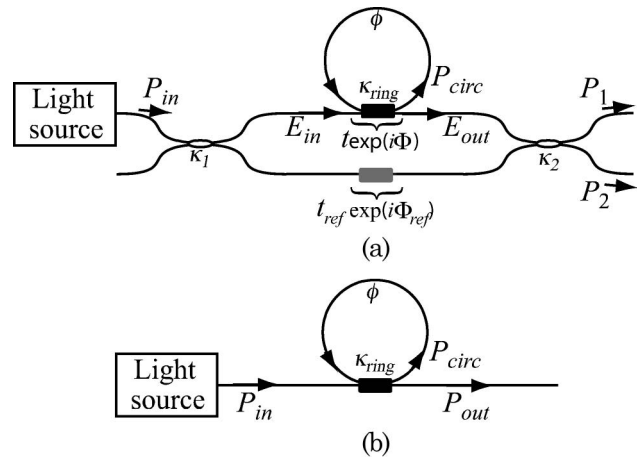 ϕ
P_in
κ_ring
P_circ
P_1
Light
source
E_in
E_out
κ_1
texp(iΦ)
κ_2
P_2
t_ref exp(iΦ_ref)
(a)
ϕ
Light
source
κ_ring
P_circ
P_in
P_out
(b)